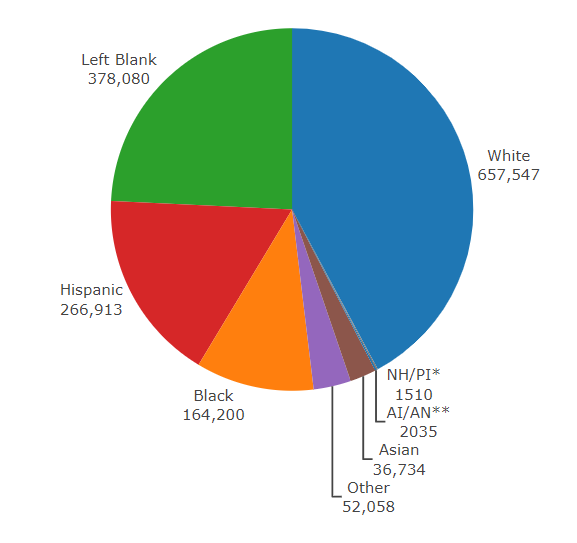 Left Blank
378,080
White
657,547
Hispanic
266,913
NH/PI*
1510
Black
164,200
AI/AN**
2035
Asian
36,734
Other
52,058